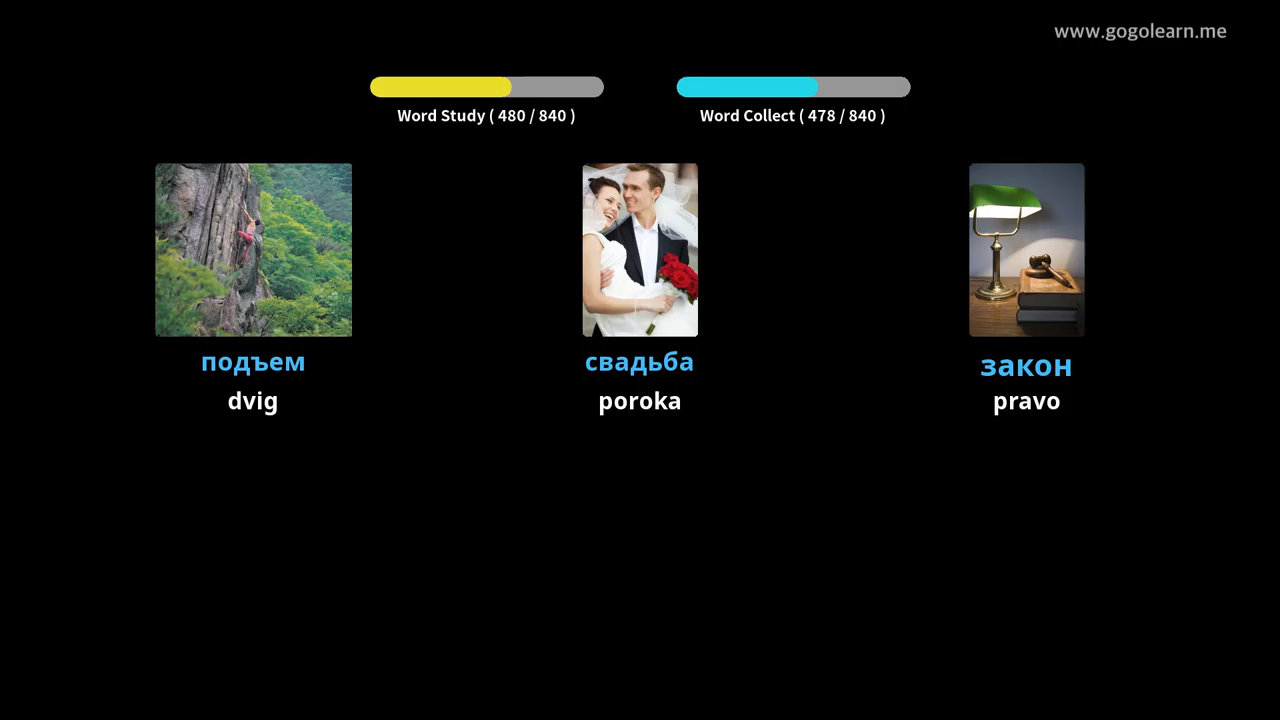 www.gogolearn.me
Word Study ( 480 / 840 )
Word Collect ( 478 / 840 )
подъем
свадьба
закон
dvig
poroka
pravo